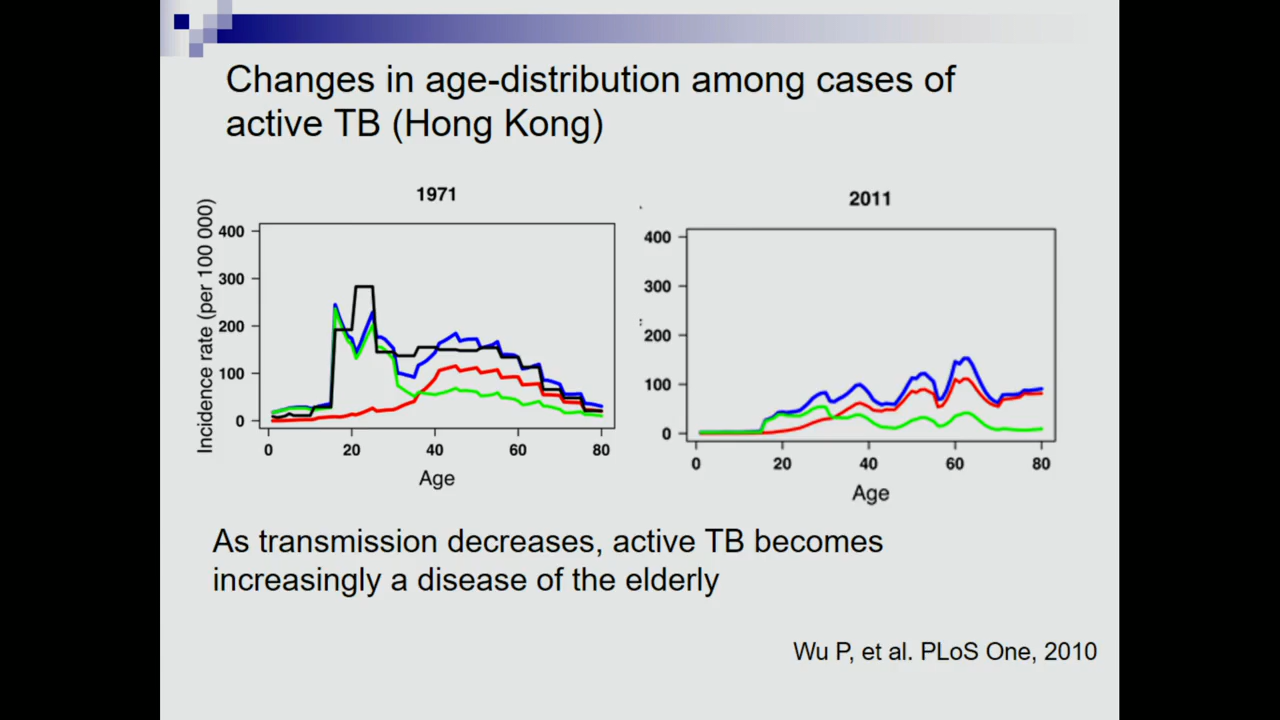 Changes in age-distribution among cases of
active TB (Hong Kong)
1971
Incidence rate (per 100 000)
400
300
200
100
0
0 20 40 60 80
Age
2011
400
300
200
100
0
0 20 40 60 80
Age
As transmission decreases, active TB becomes
increasingly a disease of the elderly
Wu P, et al. PLoS One, 2010